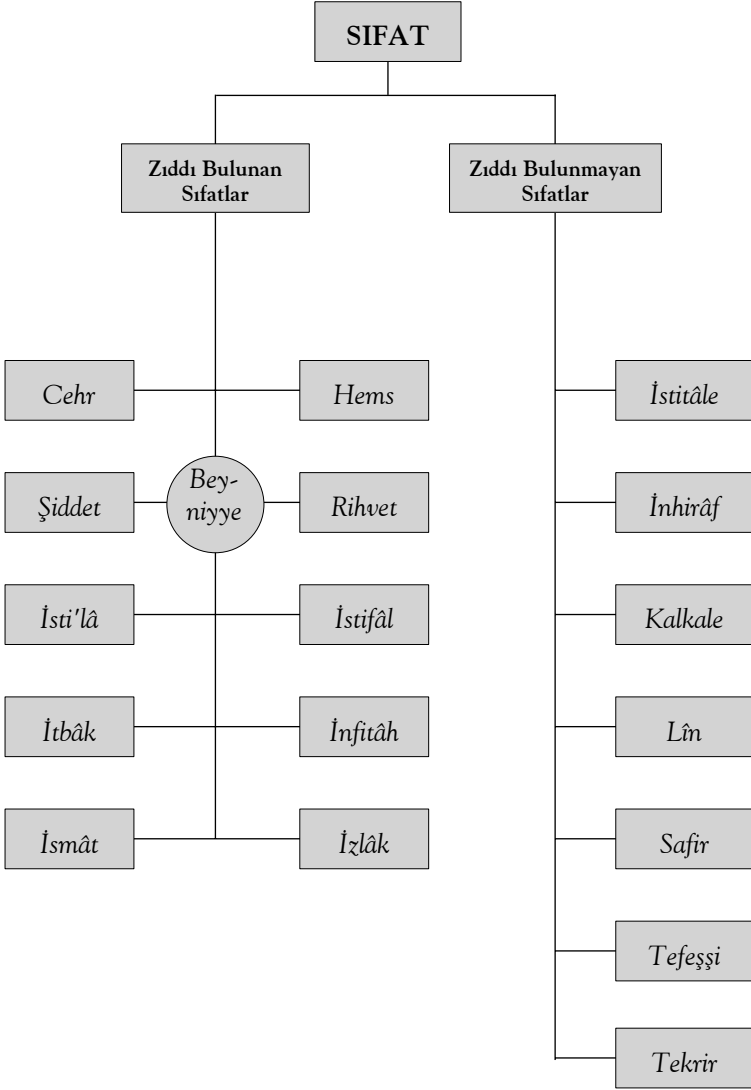 SIFAT
Zıddı Bulunan
Sıfatlar
Zıddı Bulunmayan
Sıfatlar
Cehr
Hems
İstitâle
Şiddet
Bey-
niyye
Rihvet
İnhirâf
İsti'lâ
İstifâl
Kalkale
İtbâk
İnfitâh
Lîn
İsmât
İzlâk
Safir
Tefeşşi
Tekrir